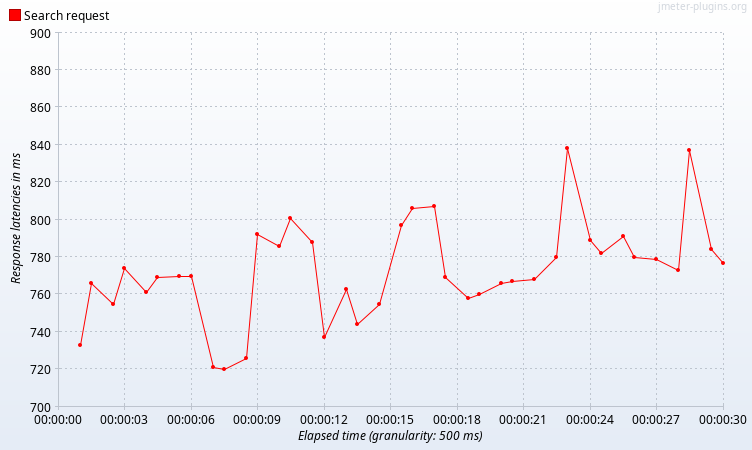 jmeter-plugins.org
Search request
900
880
860
840
820
800
780
760
740
720
700
Response latencies in ms
00:00:00 00:00:03 00:00:06 00:00:09 00:00:12 00:00:15 00:00:18 00:00:21 00:00:24 00:00:27 00:00:30
Elapsed time (granularity: 500 ms)